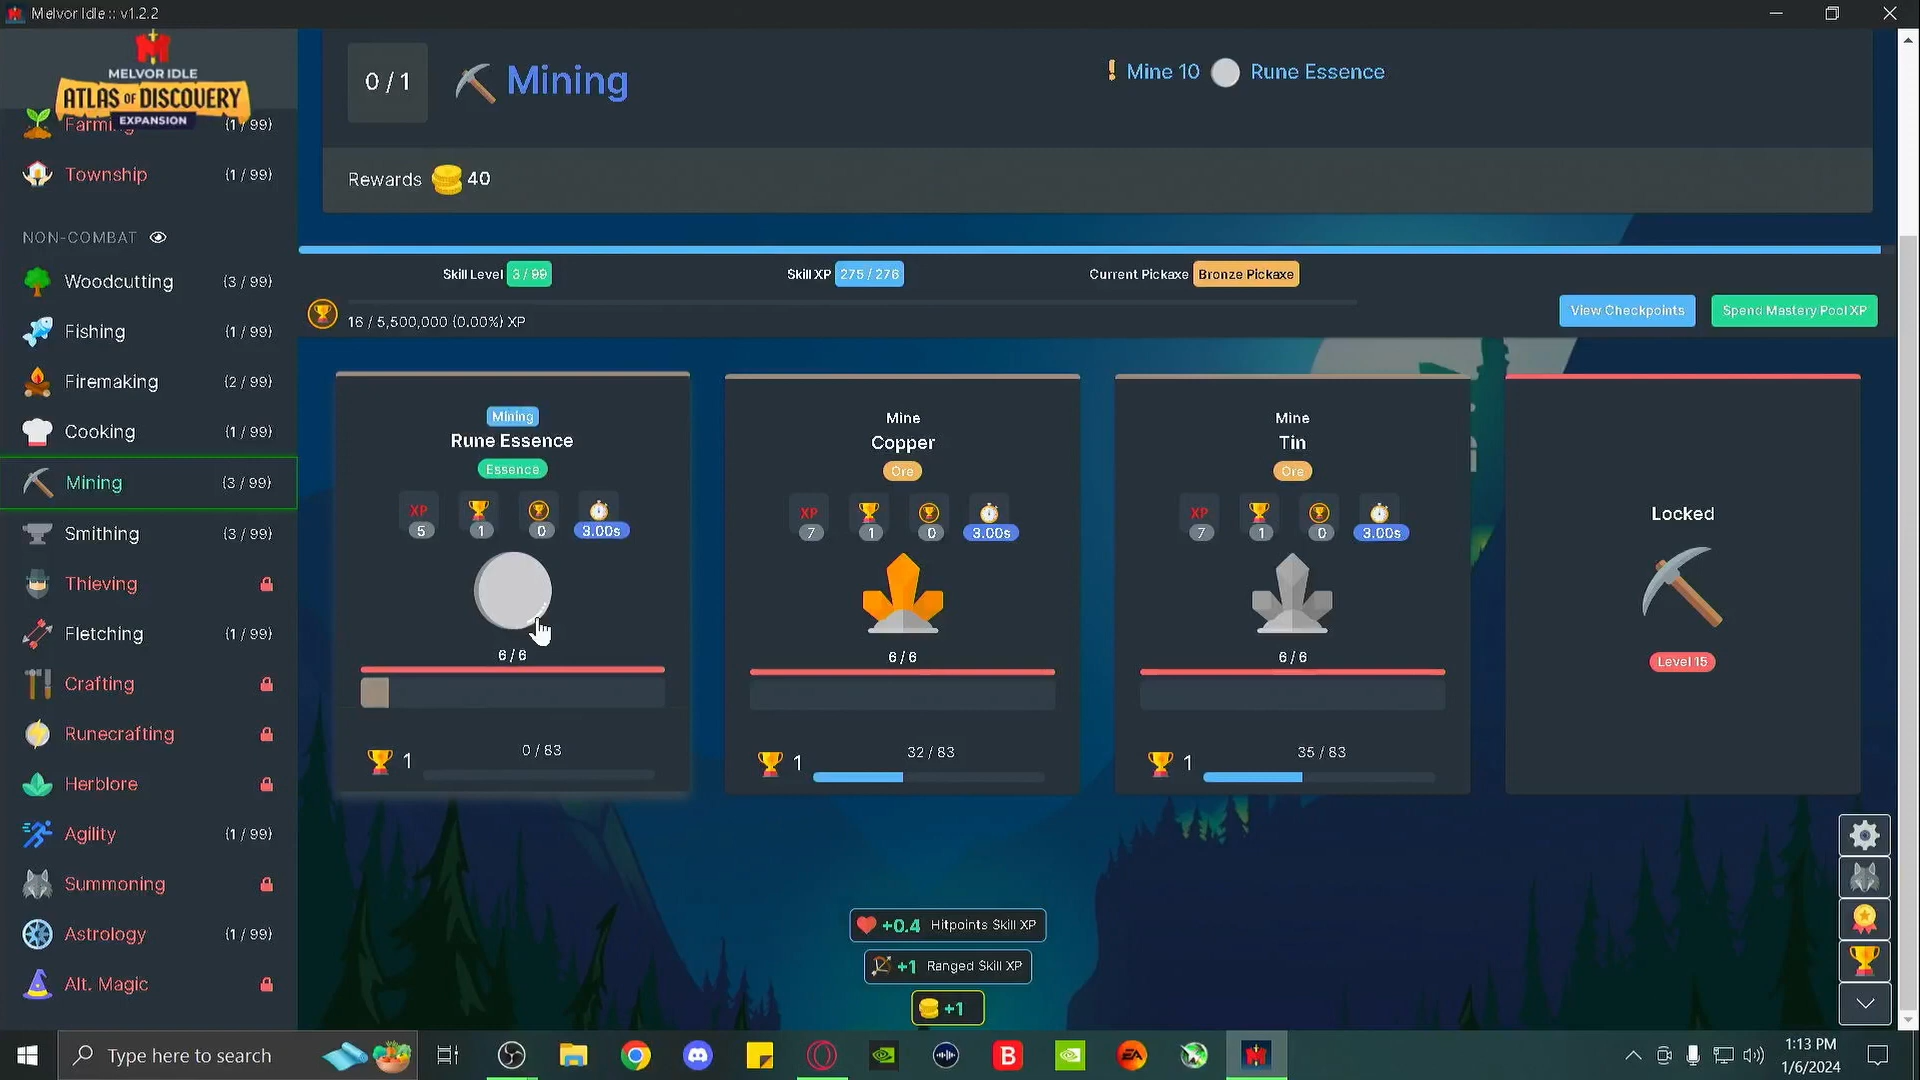 Melvor Idle :: v1.2.2
MELVOR IDLE
ATLAS OF DISCOVERY
EXPANSION
Farming (1 / 99)
Township (1 / 99)
NON-COMBAT
Woodcutting (3 / 99)
Fishing (1 / 99)
Firemaking (2 / 99)
Cooking (1 / 99)
Mining (3 / 99)
Smithing (3 / 99)
Thieving
Fletching (1 / 99)
Crafting
Runecrafting
Herblore
Agility (1 / 99)
Summoning
Astrology (1 / 99)
Alt. Magic
0 / 1 Mining
Mine 10 Rune Essence
Rewards 40
Skill Level 3 / 99 Skill XP 275 / 276 Current Pickaxe Bronze Pickaxe
16 / 5,500,000 (0.00%) XP
View Checkpoints Spend Mastery Pool XP
Mining
Rune Essence
Essence
XP
5 1 0 3.00s
6 / 6
1 0 / 83
Mine
Copper
Ore
XP
7 1 0 3.00s
6 / 6
1 32 / 83
Mine
Tin
Ore
XP
7 1 0 3.00s
6 / 6
1 35 / 83
Locked
Level 15
+0.4 Hitpoints Skill XP
+1 Ranged Skill XP
+1
Type here to search
B
EA
1:13 PM
1/6/2024